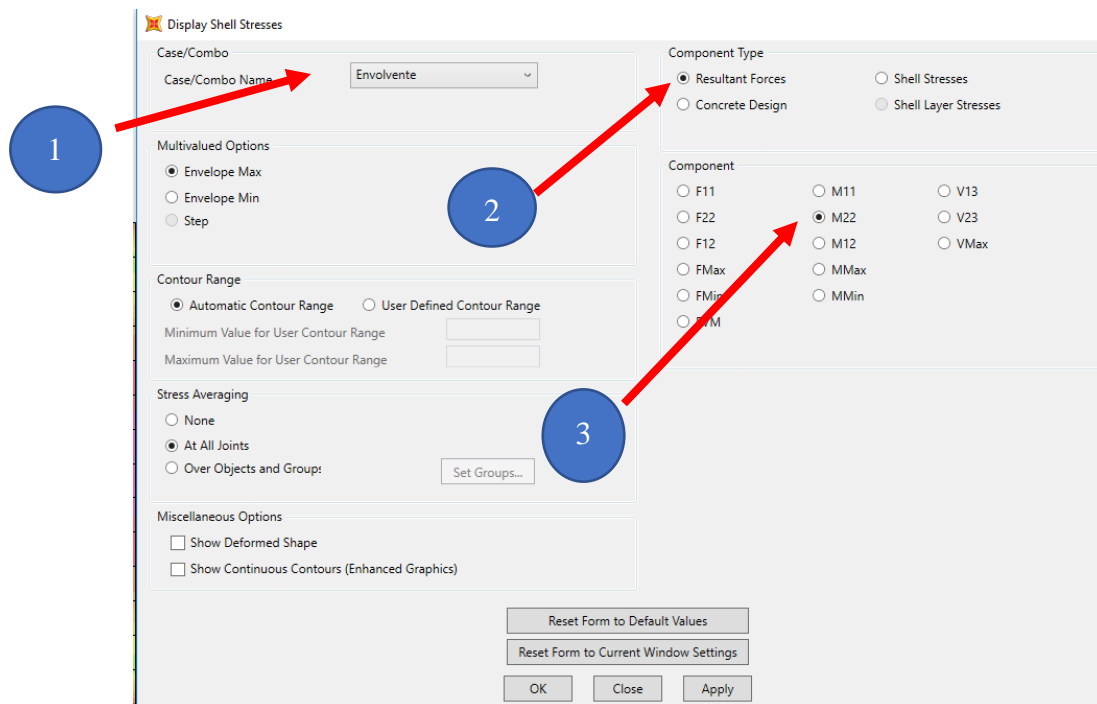 Display Shell Stresses
Case/Combo
Case/Combo Name
Envolvente
1
Multivalued Options
Envelope Max
Envelope Min
Step
2
Contour Range
Automatic Contour Range
User Defined Contour Range
Minimum Value for User Contour Range
Maximum Value for User Contour Range
Stress Averaging
None
At All Joints
Over Objects and Groups
Set Groups...
3
Miscellaneous Options
Show Deformed Shape
Show Continuous Contours (Enhanced Graphics)
Component Type
Resultant Forces
Shell Stresses
Concrete Design
Shell Layer Stresses
Component
F11
M11
V13
F22
M22
V23
F12
M12
VMax
FMax
MMax
FMin
MMin
Reset Form to Default Values
Reset Form to Current Window Settings
OK
Close
Apply